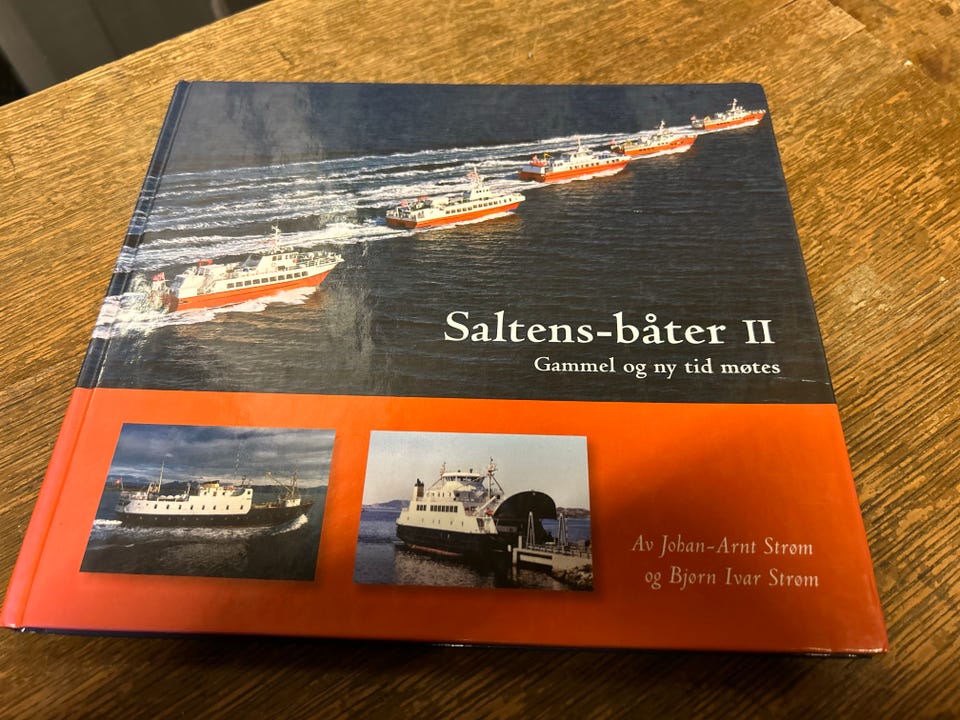 Saltens-båter II
Gammel og ny tid møtes
Av Johan-Arnt Strøm
og Bjørn Ivar Strøm